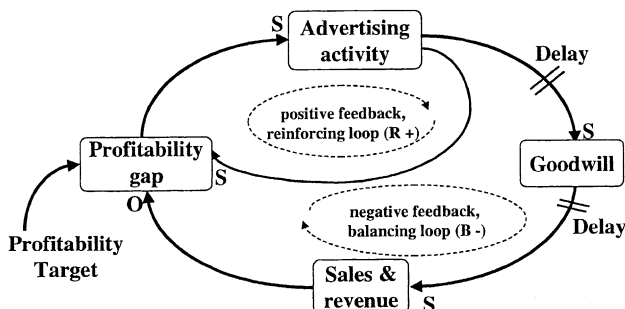 S
Advertising
activity
Delay
positive feedback,
reinforcing loop (R +)
S
Profitability
gap
S
Goodwill
O
negative feedback,
balancing loop (B -)
Delay
Profitability
Target
Sales &
revenue
S